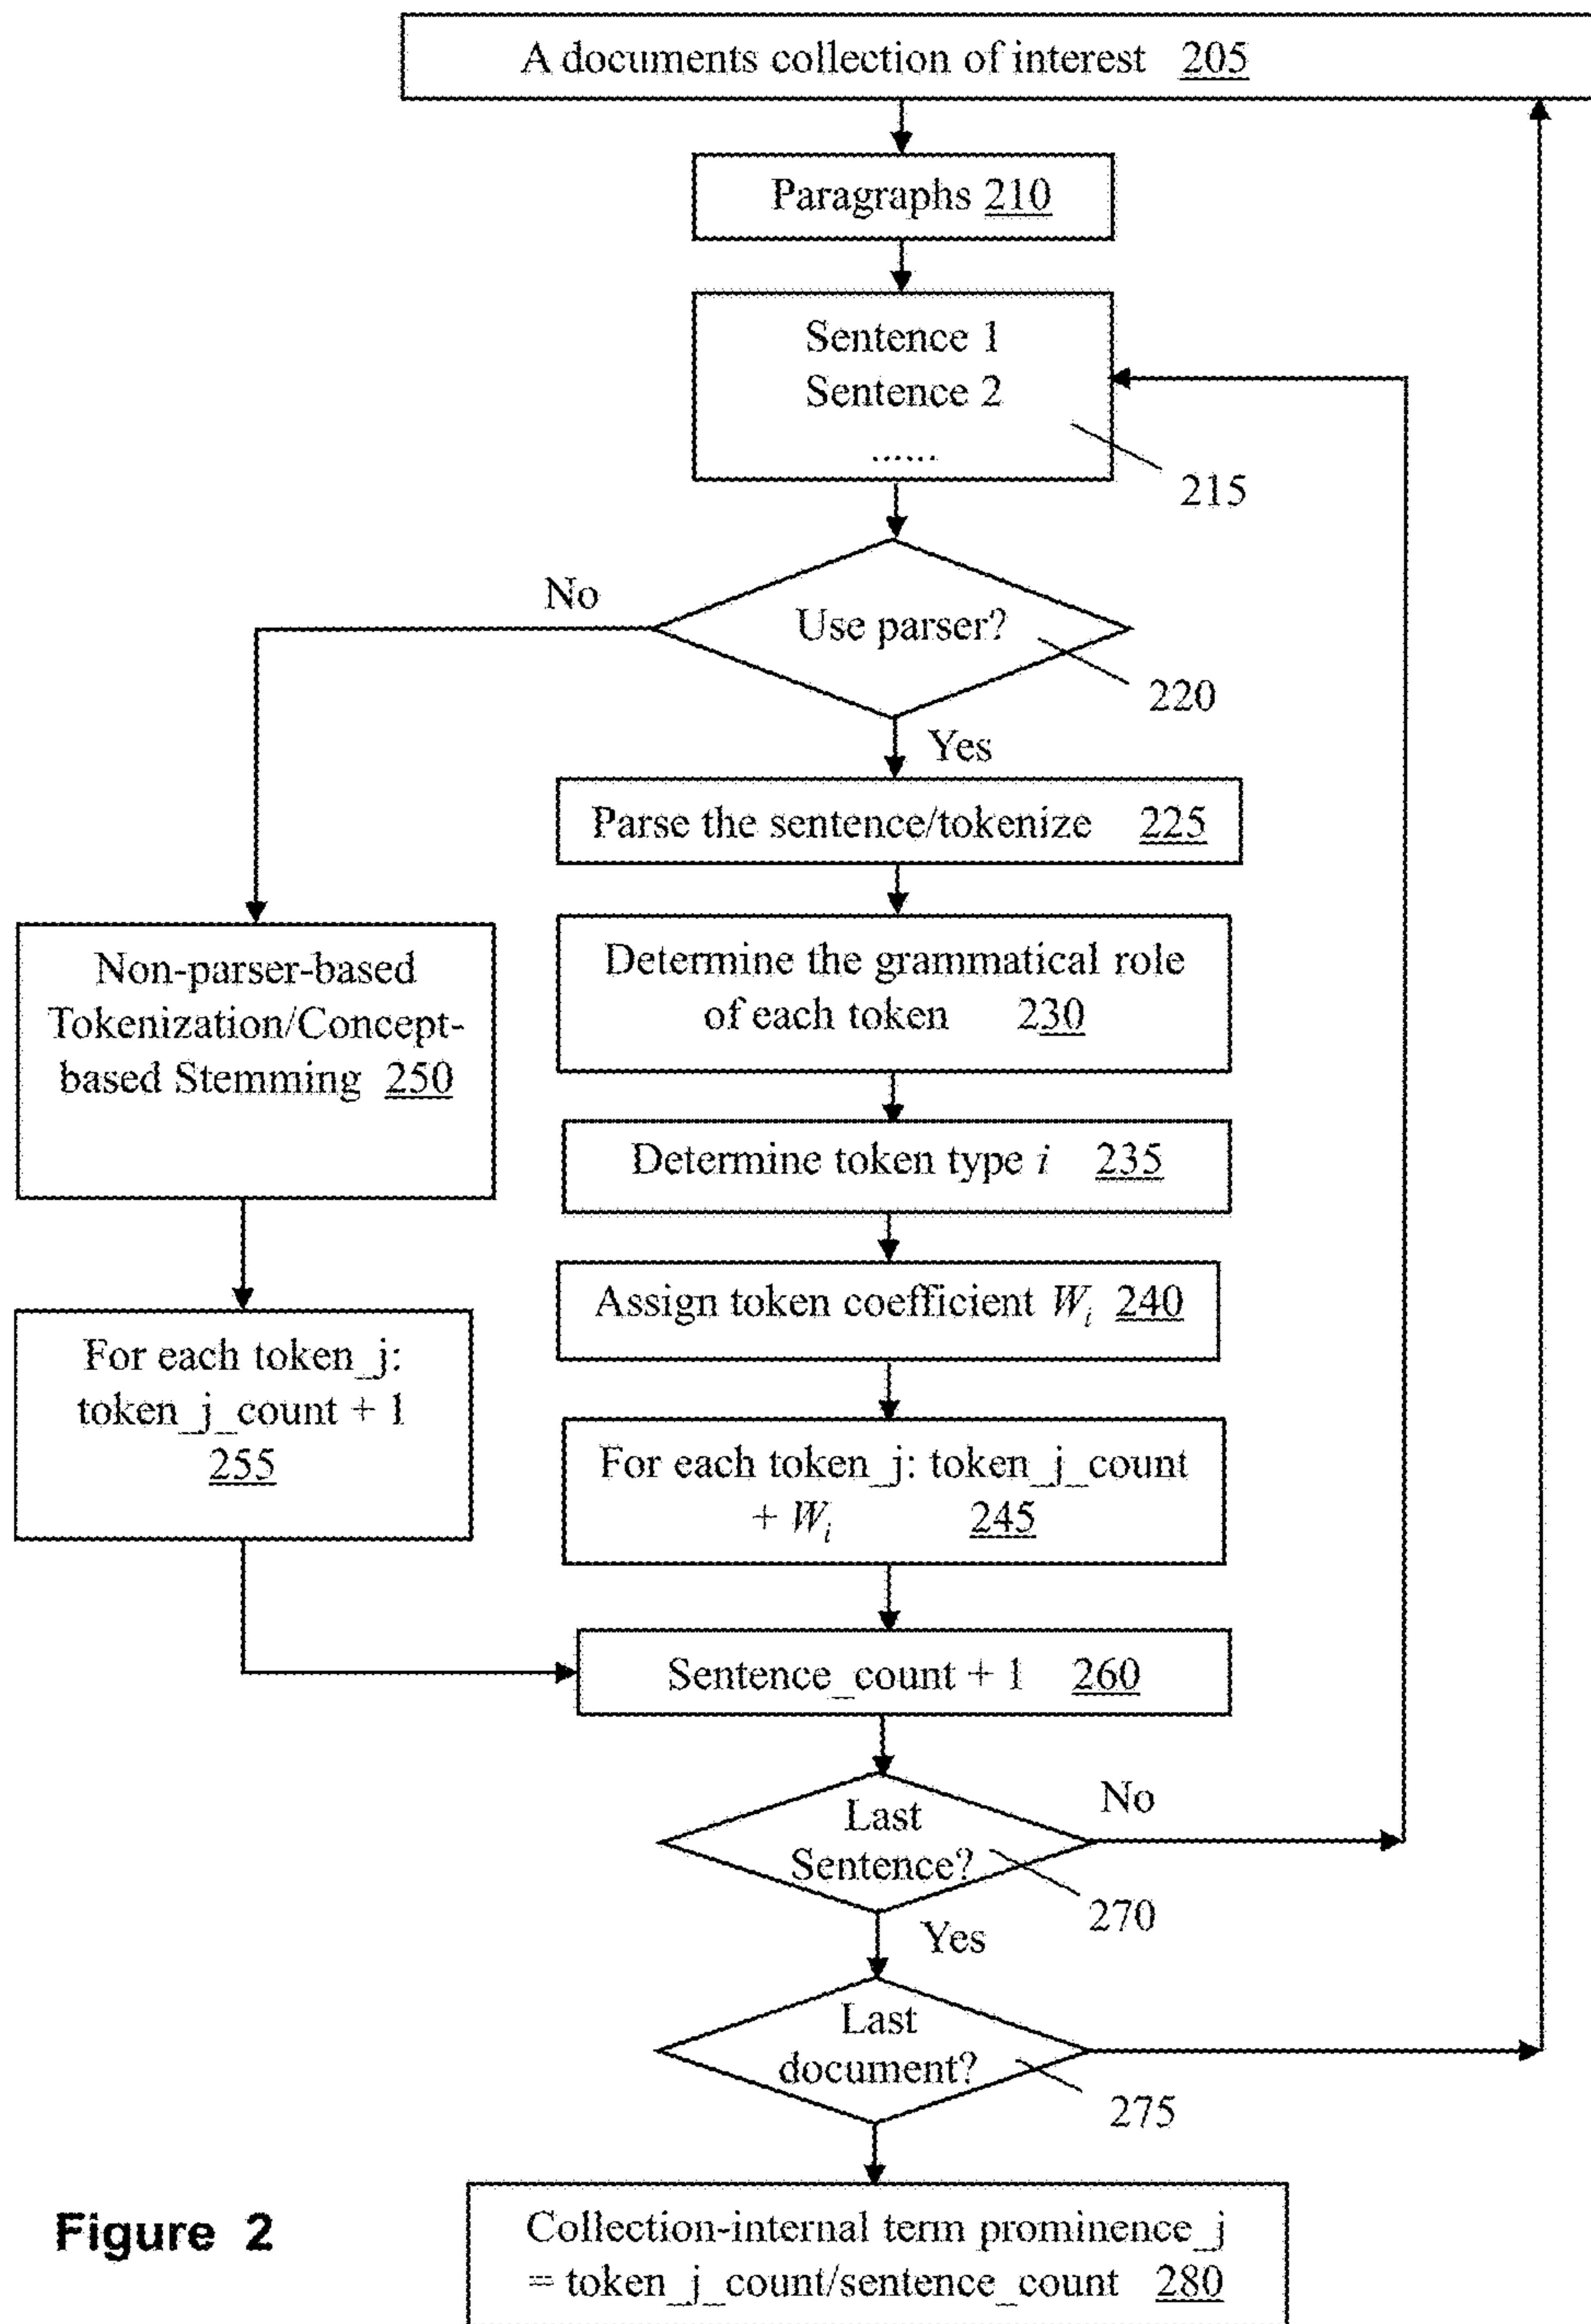 A documents collection of interest 205
Paragraphs 210
Sentence 1
Sentence 2
......
215
No
Use parser?
220
Yes
Parse the sentence/tokenize 225
Determine the grammatical role
of each token 230
Non-parser-based
Tokenization/Concept-
based Stemming 250
Determine token type i 235
Assign token coefficient Wi 240
For each token_j:
token_j_count + 1
255
For each token_j: token_j_count
+ Wi 245
Sentence_count + 1 260
Last
Sentence?
No
270
Yes
Last
document?
275
Figure 2
Collection-internal term prominence_j
= token_j_count/sentence_count 280